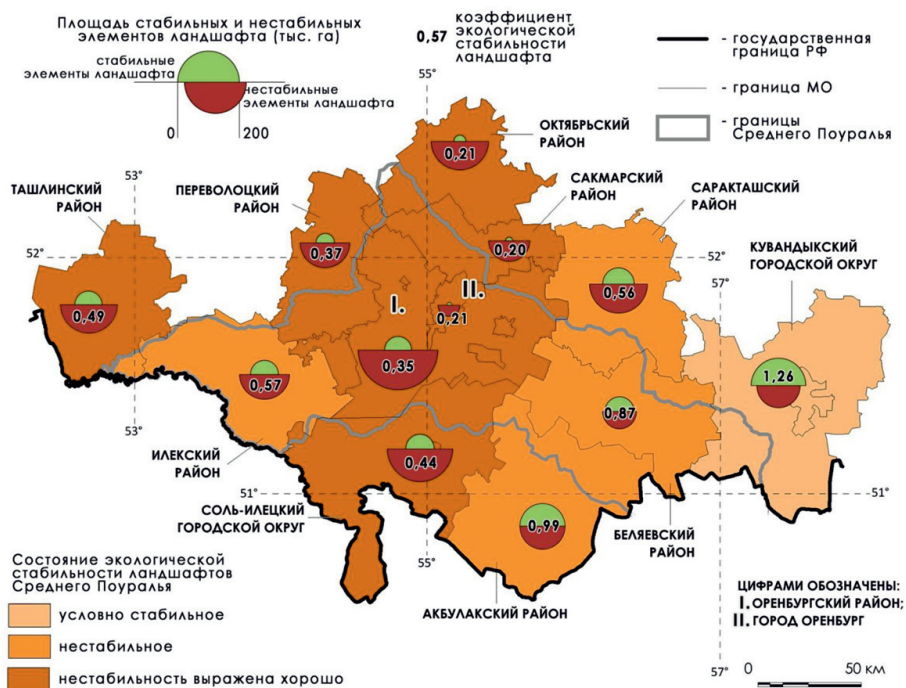 Площадь стабильных и нестабильных
элементов ландшафта (тыс. га)
стабильные
элементы ландшафта
нестабильные
элементы ландшафта
0
200
0,57
коэффициент
экологической
стабильности
ландшафта
- государственная
граница РФ
- граница МО
- границы
Среднего Поуралья
55°
53°
52°
ОКТЯБРЬСКИЙ
РАЙОН
0,21
САКМАРСКИЙ
РАЙОН
0,20
САРАКТАШСКИЙ
РАЙОН
0,56
52°
57°
КУВАНДЫКСКИЙ
ГОРОДСКОЙ ОКРУГ
1,26
ТАШЛИНСКИЙ
РАЙОН
0,49
ПЕРЕВОЛОЦКИЙ
РАЙОН
0,37
I.
II.
0,21
0,35
0,57
0,87
53°
ИЛЕКСКИЙ
РАЙОН
0,44
51°
51°
СОЛЬ-ИЛЕЦКИЙ
ГОРОДСКОЙ ОКРУГ
0,99
БЕЛЯЕВСКИЙ
РАЙОН
55°
АКБУЛАКСКИЙ РАЙОН
57°
Состояние экологической
стабильности ландшафтов
Среднего Поуралья
условно стабильное
нестабильное
нестабильность выражена хорошо
ЦИФРАМИ ОБОЗНАЧЕНЫ:
I. ОРЕНБУРГСКИЙ РАЙОН;
II. ГОРОД ОРЕНБУРГ
0
50 КМ